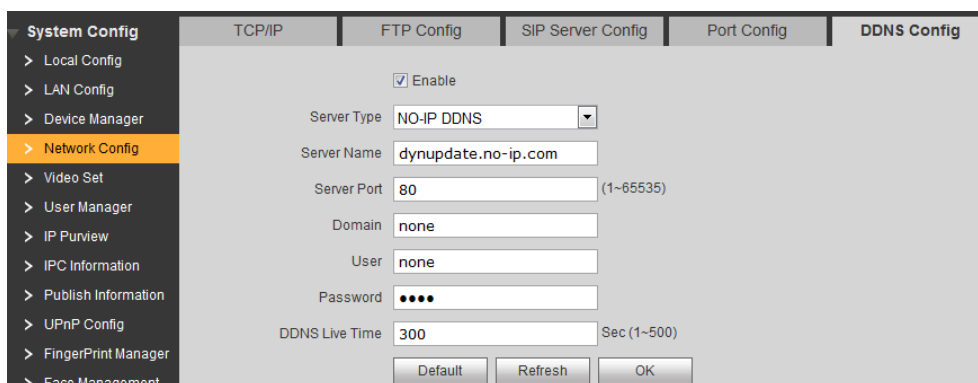 System Config
> Local Config
> LAN Config
> Device Manager
> Network Config
> Video Set
> User Manager
> IP Purview
> IPC Information
> Publish Information
> UPnP Config
> FingerPrint Manager
> Face Management
TCP/IP
FTP Config
SIP Server Config
Port Config
DDNS Config
Enable
Server Type NO-IP DDNS
Server Name dynupdate.no-ip.com
Server Port 80 (1~65535)
Domain none
User none
Password ●●●●
DDNS Live Time 300 Sec (1~500)
Default Refresh OK